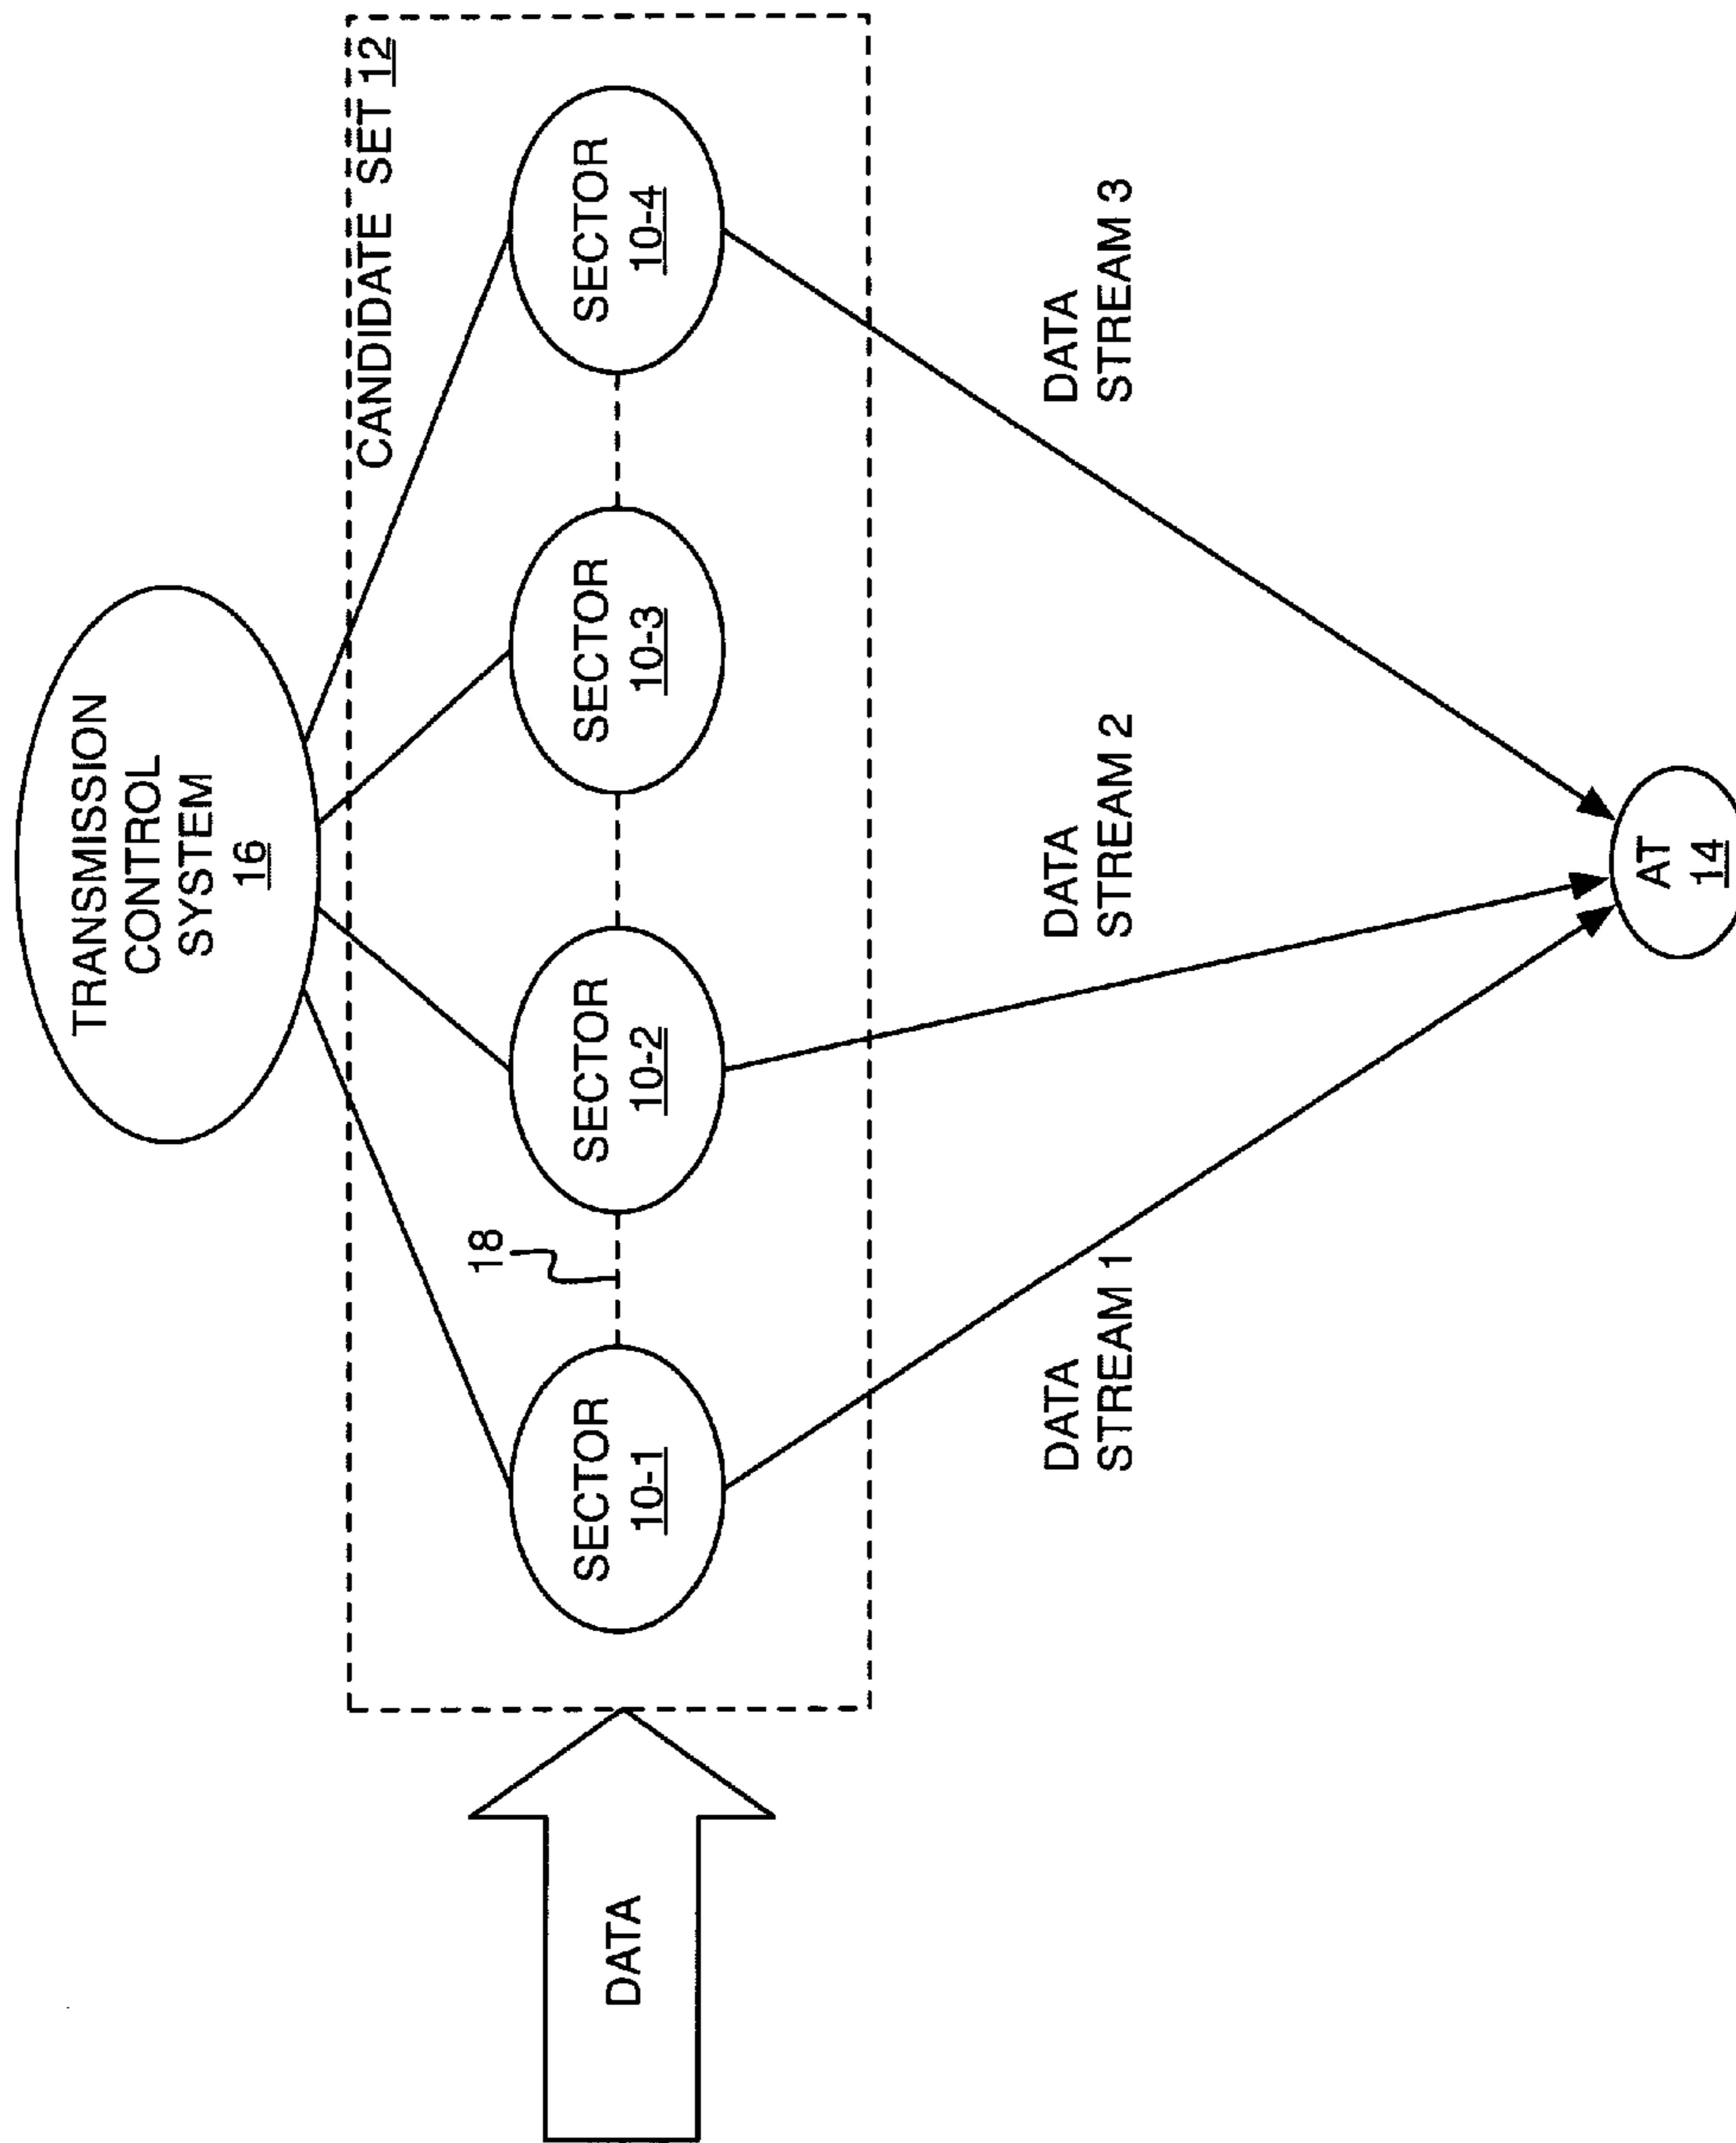 TRANSMISSION
CONTROL
SYSTEM
16
CANDIDATE SET 12
SECTOR
10-1
18
SECTOR
10-2
SECTOR
10-3
SECTOR
10-4
DATA
DATA
STREAM 1
DATA
STREAM 2
DATA
STREAM 3
AT
14